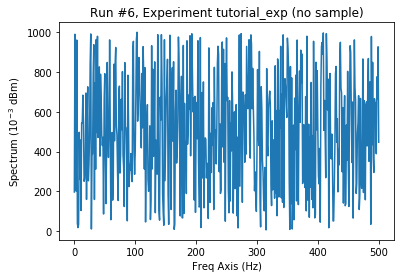 Run #6, Experiment tutorial_exp (no sample)
1000
800
600
400
200
0
Spectrum (10⁻³ dBm)
0 100 200 300 400 500
Freq Axis (Hz)